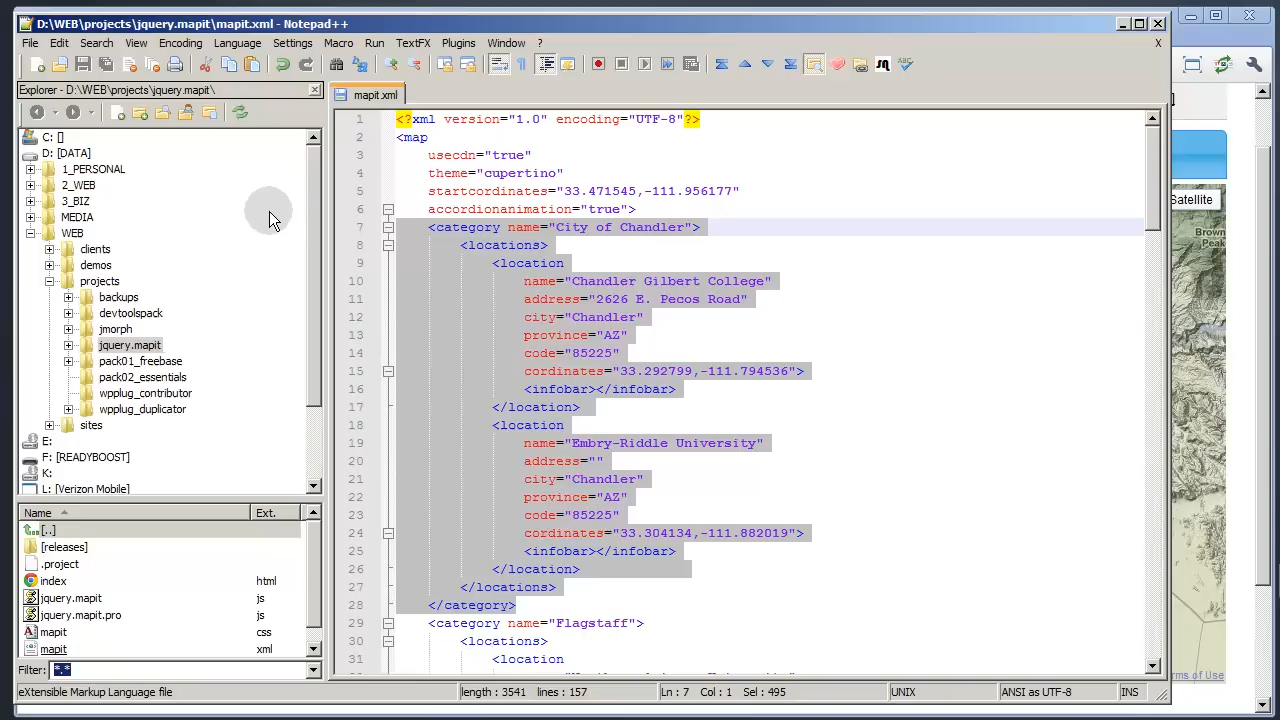 D:\WEB\projects\jquery.mapit\mapit.xml - Notepad++
File Edit Search View Encoding Language Settings Macro Run TextFX Plugins Window ? X
Explorer - D:\WEB\projects\jquery.mapit\
C: []
D: [DATA]
1_PERSONAL
2_WEB
3_BIZ
MEDIA
WEB
clients
demos
projects
backups
devtoolspack
jmorph
jquery.mapit
pack01_freebase
pack02_essentials
wpplug_contributor
wpplug_duplicator
sites
E:
F: [READYBOOST]
K:
L: [Verizon Mobile]
Name Ext.
[..]
[releases]
.project
index html
jquery.mapit js
jquery.mapit.pro js
mapit css
mapit xml
Filter: *.*
mapit.xml
1 <?xml version="1.0" encoding="UTF-8"?>
2 <map
3 usecdn="true"
4 theme="cupertino"
5 startcordinates="33.471545,-111.956177"
6 accordionanimation="true">
7 <category name="City of Chandler">
8 <locations>
9 <location
10 name="Chandler Gilbert College"
11 address="2626 E. Pecos Road"
12 city="Chandler"
13 province="AZ"
14 code="85225"
15 cordinates="33.292799,-111.794536">
16 <infobar></infobar>
17 </location>
18 <location
19 name="Embry-Riddle University"
20 address=""
21 city="Chandler"
22 province="AZ"
23 code="85225"
24 cordinates="33.304134,-111.882019">
25 <infobar></infobar>
26 </location>
27 </locations>
28 </category>
29 <category name="Flagstaff">
30 <locations>
31 <location
eXtensible Markup Language file length : 3541 lines : 157 Ln : 7 Col : 1 Sel : 495 UNIX ANSI as UTF-8 INS
Satellite
Brown
Peak
rms of Use